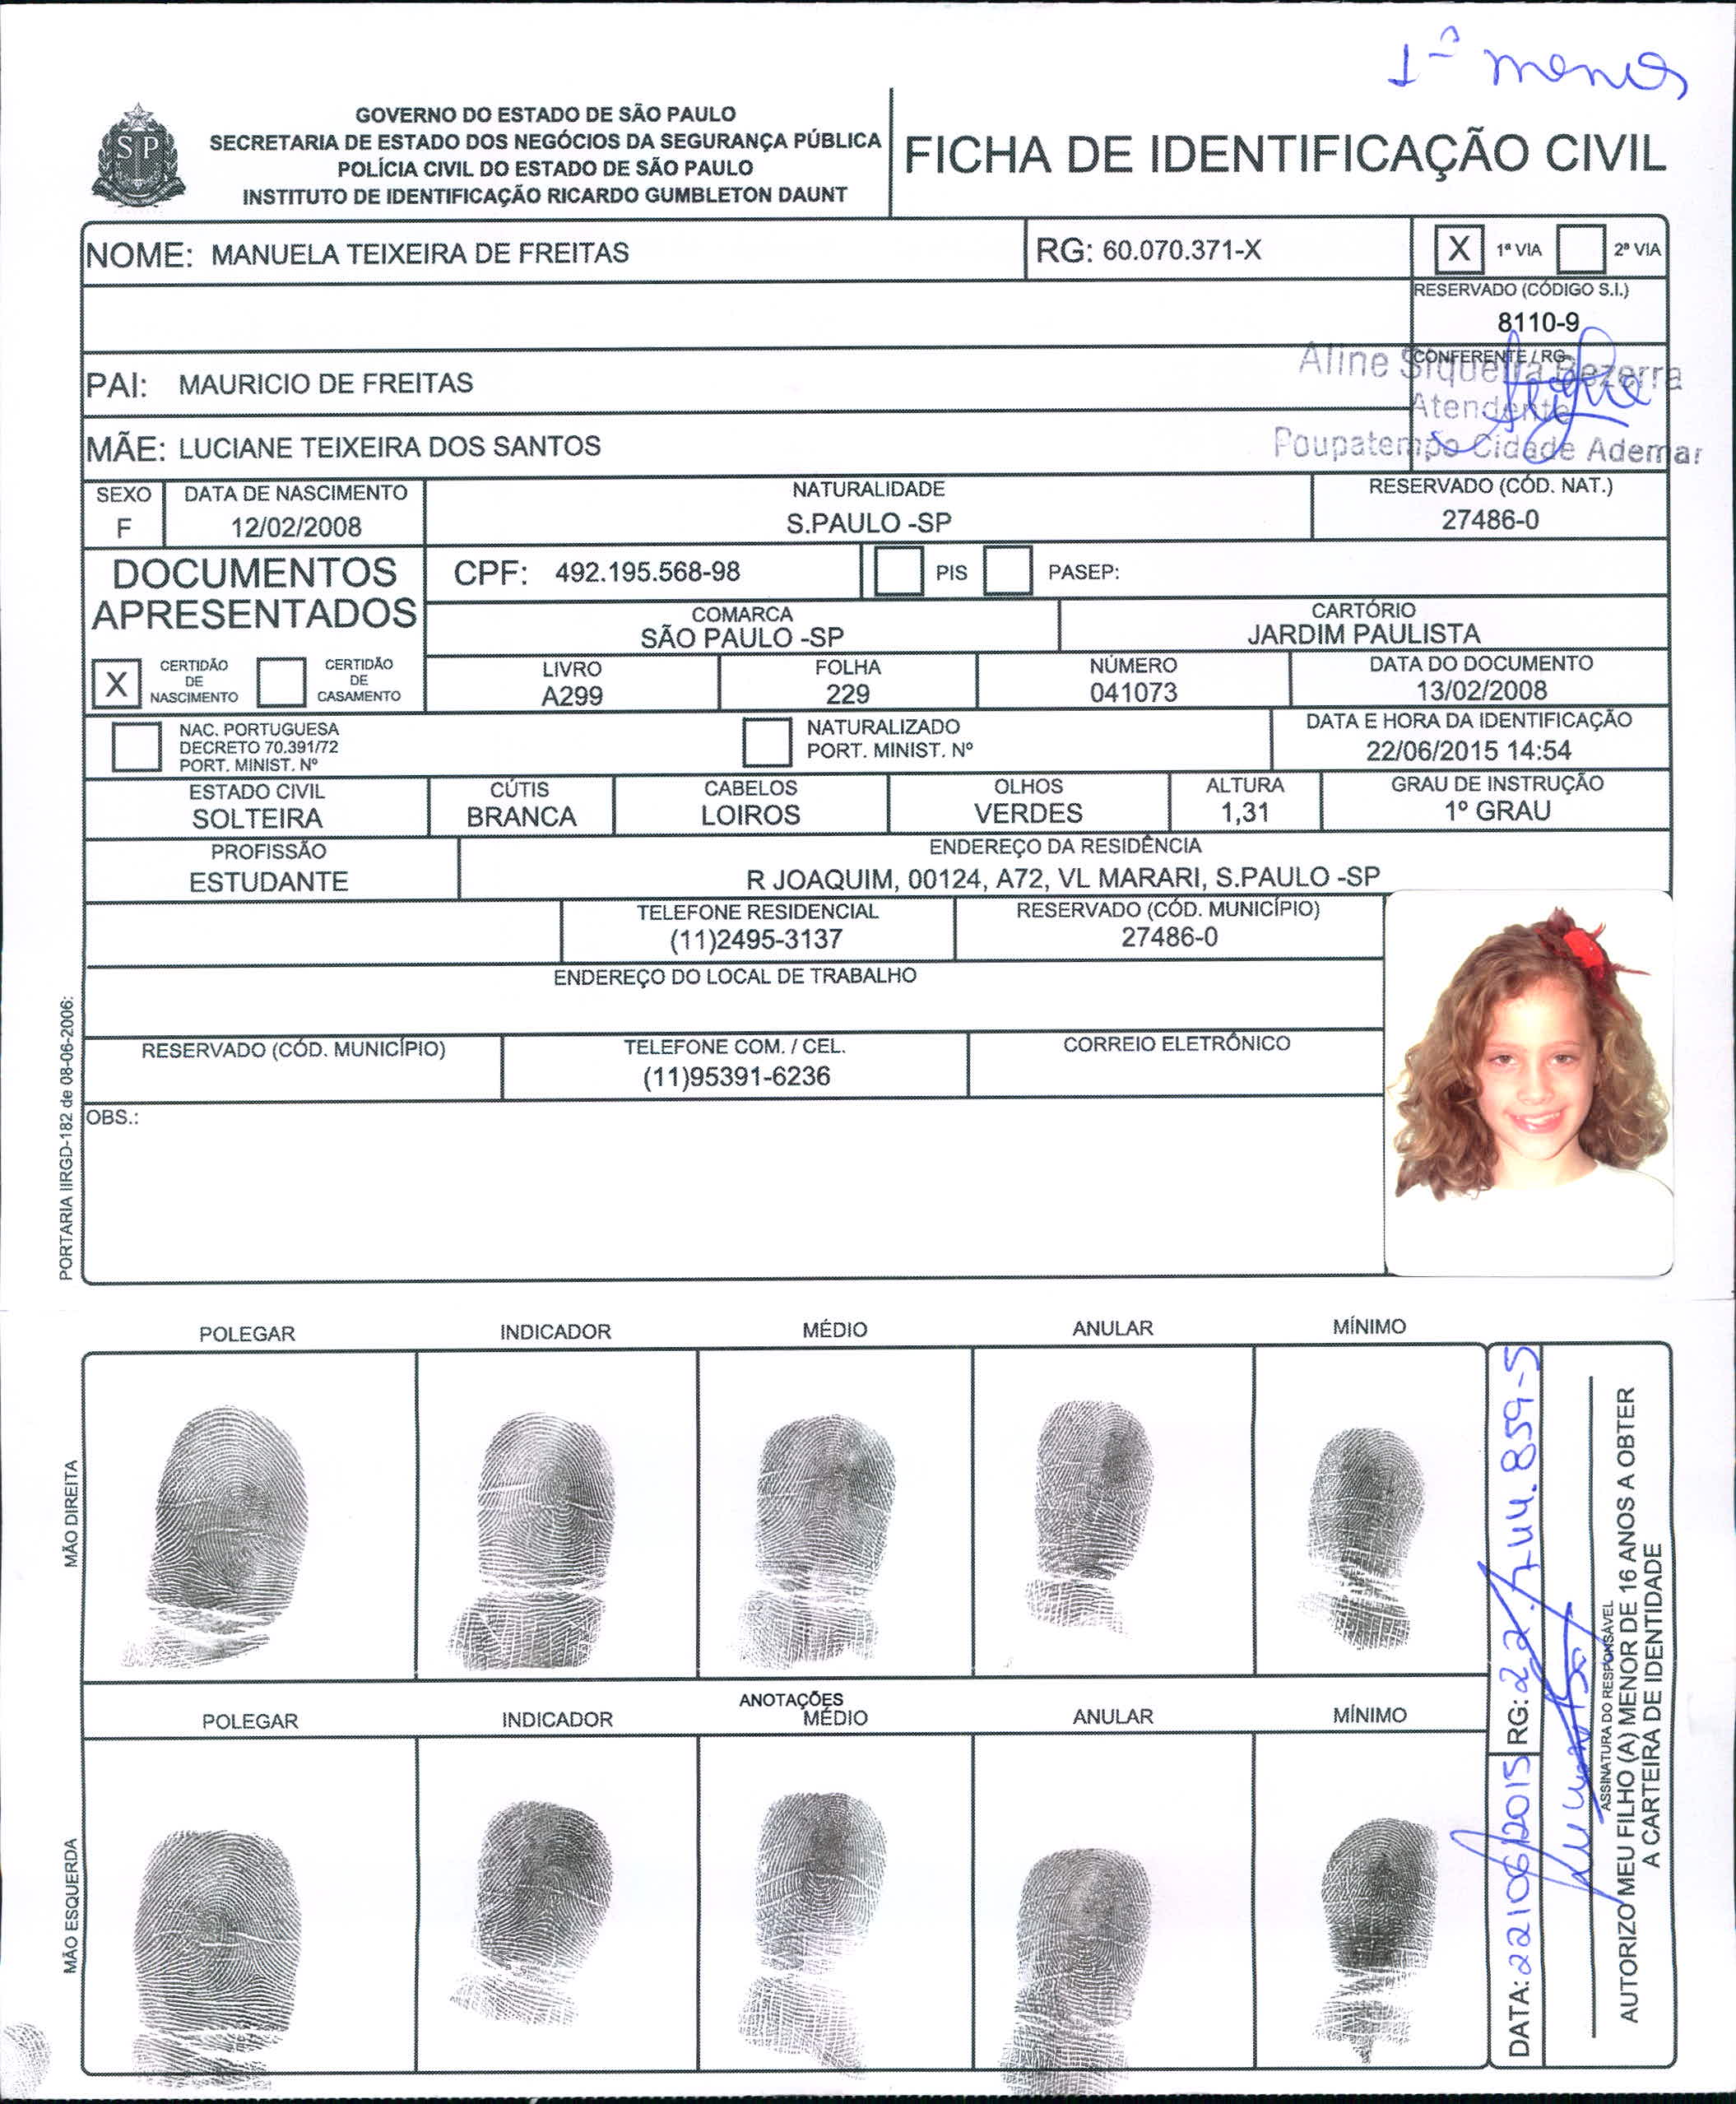 1ª menor
GOVERNO DO ESTADO DE SÃO PAULO
SECRETARIA DE ESTADO DOS NEGÓCIOS DA SEGURANÇA PÚBLICA
POLÍCIA CIVIL DO ESTADO DE SÃO PAULO
INSTITUTO DE IDENTIFICAÇÃO RICARDO GUMBLETON DAUNT
SP
FICHA DE IDENTIFICAÇÃO CIVIL
NOME: MANUELA TEIXEIRA DE FREITAS
RG: 60.070.371-X
X 1ª VIA 2ª VIA
RESERVADO (CÓDIGO S.I.)
8110-9
CONFERENTE / RG
Aline Siqueira Bezerra
Atendente
Poupatempo Cidade Ademar
PAI: MAURICIO DE FREITAS
MÃE: LUCIANE TEIXEIRA DOS SANTOS
SEXO
F
DATA DE NASCIMENTO
12/02/2008
NATURALIDADE
S.PAULO -SP
RESERVADO (CÓD. NAT.)
27486-0
DOCUMENTOS
APRESENTADOS
CPF: 492.195.568-98
PIS PASEP:
COMARCA
SÃO PAULO -SP
CARTÓRIO
JARDIM PAULISTA
X CERTIDÃO
DE
NASCIMENTO
CERTIDÃO
DE
CASAMENTO
LIVRO
A299
FOLHA
229
NÚMERO
041073
DATA DO DOCUMENTO
13/02/2008
NAC. PORTUGUESA
DECRETO 70.391/72
PORT. MINIST. Nº
NATURALIZADO
PORT. MINIST. Nº
DATA E HORA DA IDENTIFICAÇÃO
22/06/2015 14:54
ESTADO CIVIL
SOLTEIRA
CÚTIS
BRANCA
CABELOS
LOIROS
OLHOS
VERDES
ALTURA
1,31
GRAU DE INSTRUÇÃO
1º GRAU
PROFISSÃO
ESTUDANTE
ENDEREÇO DA RESIDÊNCIA
R JOAQUIM, 00124, A72, VL MARARI, S.PAULO -SP
TELEFONE RESIDENCIAL
(11)2495-3137
RESERVADO (CÓD. MUNICÍPIO)
27486-0
ENDEREÇO DO LOCAL DE TRABALHO
RESERVADO (CÓD. MUNICÍPIO)
TELEFONE COM. / CEL.
(11)95391-6236
CORREIO ELETRÔNICO
OBS.:
PORTARIA IIRGD-182 de 08-06-2006:
POLEGAR INDICADOR MÉDIO ANULAR MÍNIMO
MÃO DIREITA
ANOTAÇÕES
POLEGAR INDICADOR MÉDIO ANULAR MÍNIMO
MÃO ESQUERDA
DATA: 22/06/2015 RG: 22.744.859-5
ASSINATURA DO RESPONSÁVEL
AUTORIZO MEU FILHO (A) MENOR DE 16 ANOS A OBTER
A CARTEIRA DE IDENTIDADE